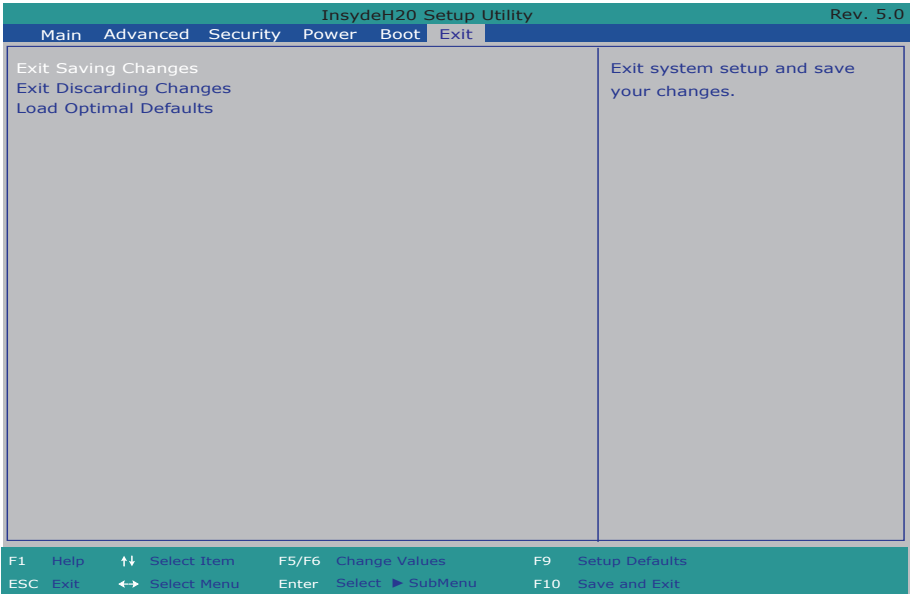 InsydeH20 Setup Utility Rev. 5.0
Main Advanced Security Power Boot Exit
Exit Saving Changes
Exit Discarding Changes
Load Optimal Defaults
Exit system setup and save
your changes.
F1 Help ↑↓ Select Item F5/F6 Change Values F9 Setup Defaults
ESC Exit ←→ Select Menu Enter Select ▶ SubMenu F10 Save and Exit